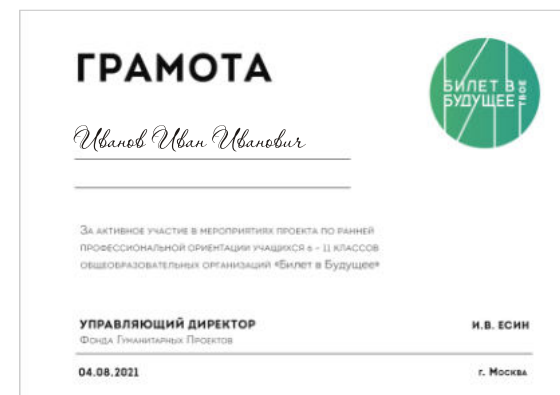 ГРАМОТА
БИЛЕТ В
БУДУЩЕЕ
ТВОЕ
Иванов Иван Иванович
За активное участие в мероприятиях проекта по ранней
профессиональной ориентации учащихся 6 - 11 классов
общеобразовательных организаций «Билет в Будущее»
УПРАВЛЯЮЩИЙ ДИРЕКТОР
И.В. ЕСИН
Фонда Гуманитарных Проектов
04.08.2021
г. Москва